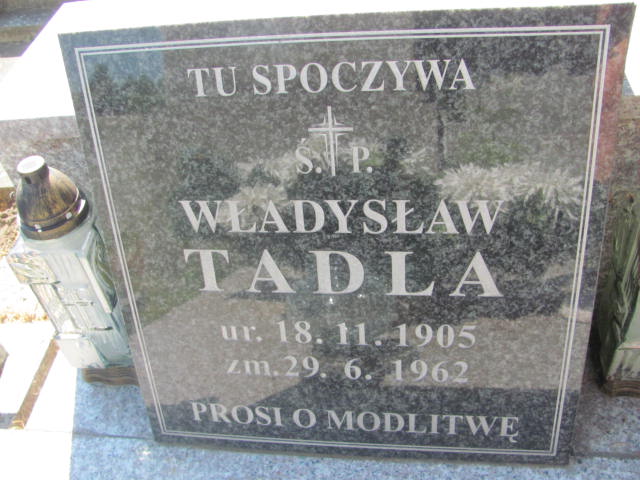 TU SPOCZYWA
Ś. P.
WŁADYSŁAW
TADLA
ur. 18. 11. 1905
zm. 29. 6. 1962
PROSI O MODLITWĘ